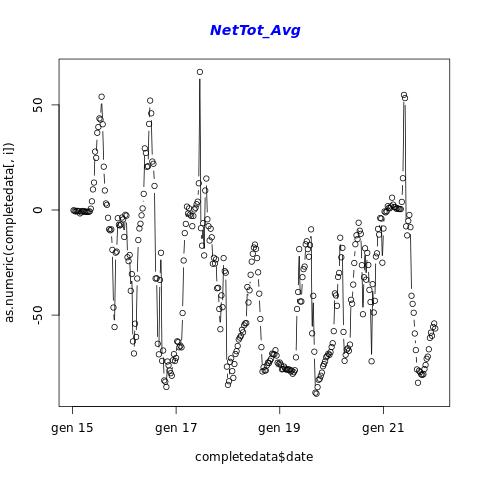 NetTot_Avg
as.numeric(completedata[, i])
50
0
-50
gen 15
gen 17
gen 19
gen 21
completedata$date